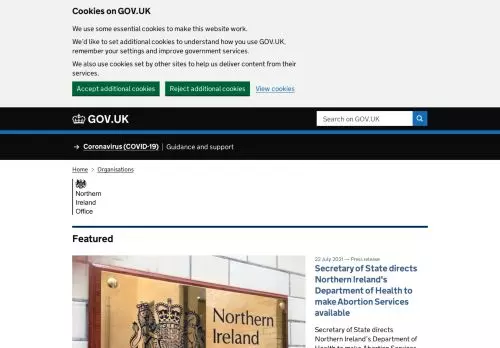 Cookies on GOV.UK
We use some essential cookies to make this website work.
We'd like to set additional cookies to understand how you use GOV.UK,
remember your settings and improve government services.
We also use cookies set by other sites to help us deliver content from their
services.
Accept additional cookies Reject additional cookies View cookies
GOV.UK Search on GOV.UK
→ Coronavirus (COVID-19) | Guidance and support
Home > Organisations
Northern
Ireland
Office
Featured
22 July 2021 — Press release
Secretary of State directs
Northern Ireland's
Department of Health to
make Abortion Services
available
Secretary of State directs
Northern Ireland's Department of
Health to make Abortion Services
Northern
Ireland